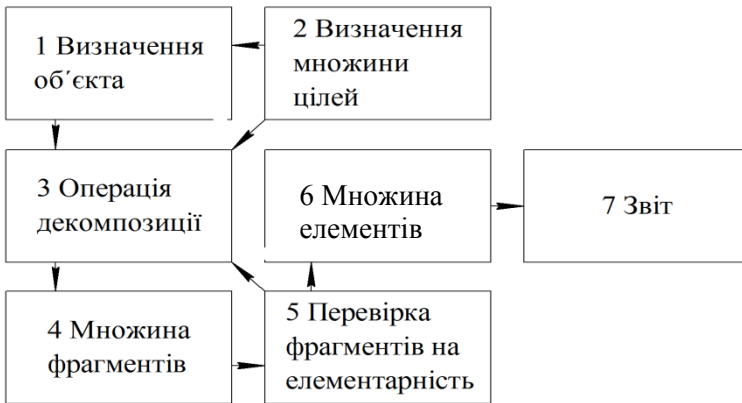 1 Визначення
об´єкта
2 Визначення
множини
цілей
3 Операція
декомпозиції
6 Множина
елементів
7 Звіт
4 Множина
фрагментів
5 Перевірка
фрагментів на
елементарність